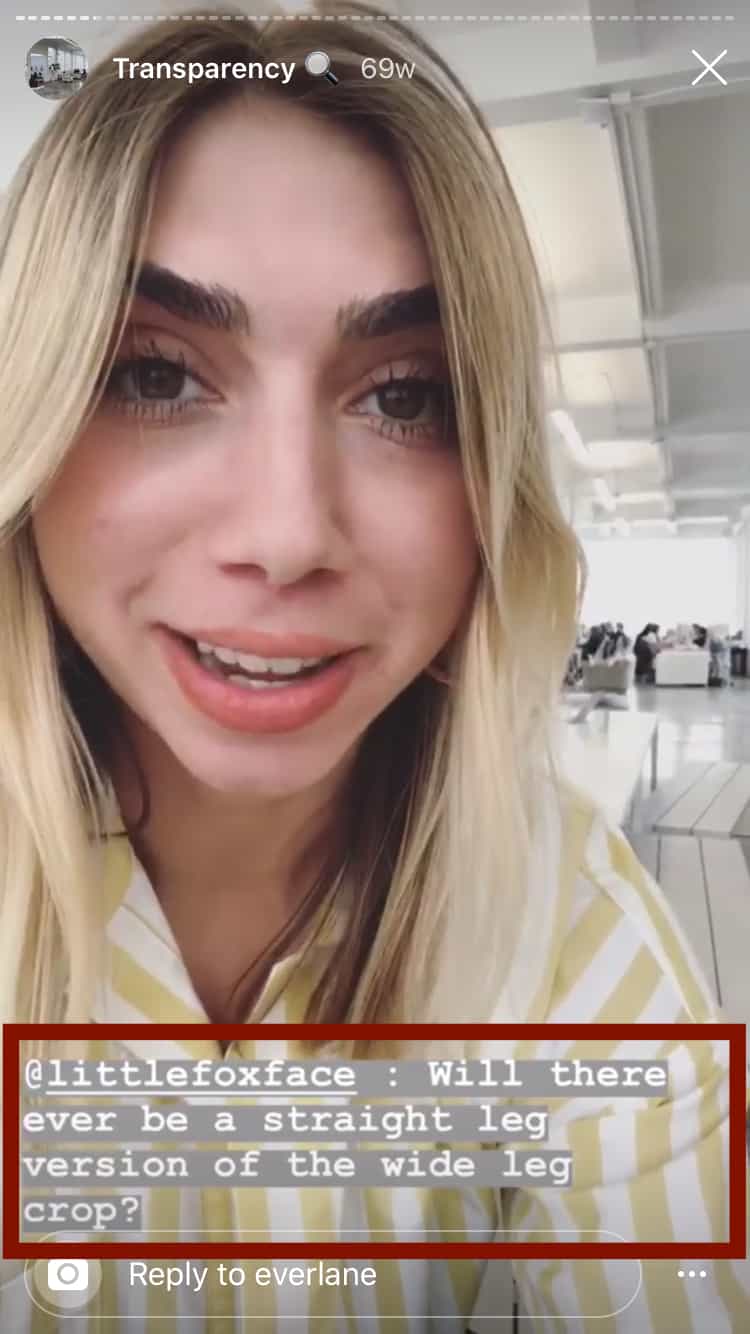 Transparency 🔍 69w
@littlefoxface : Will there
ever be a straight leg
version of the wide leg
crop?
Reply to everlane